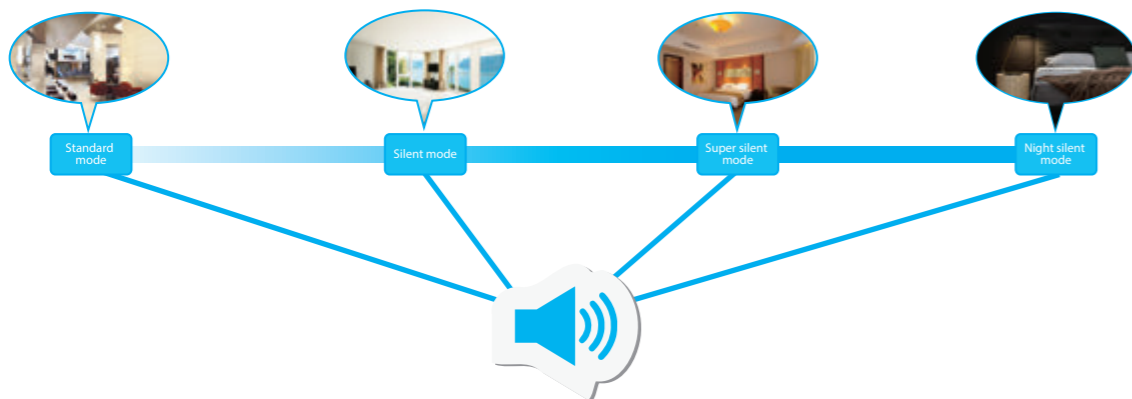 Standard
mode
Silent mode
Super silent
mode
Night silent
mode